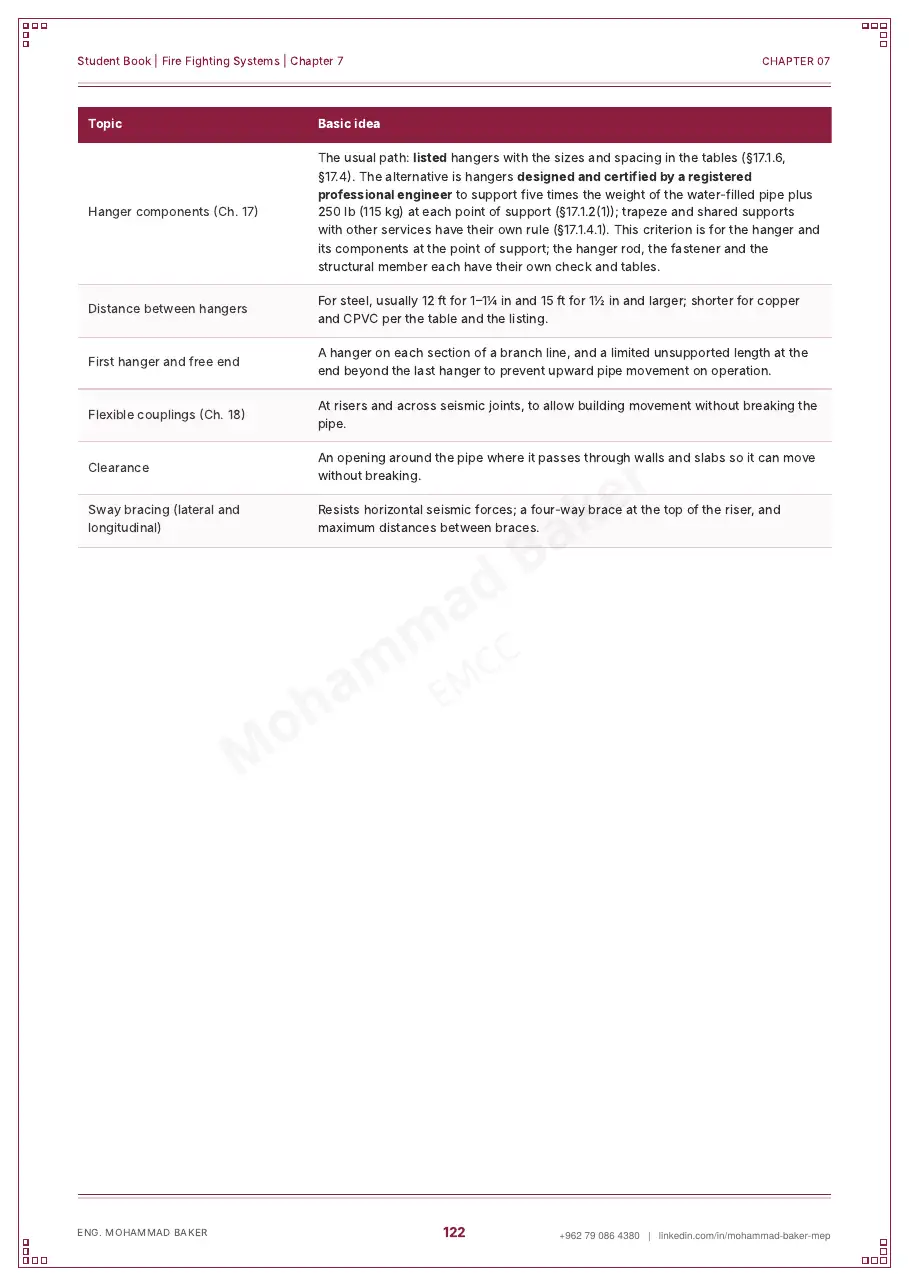 Student Book | Fire Fighting Systems | Chapter 7
CHAPTER 07
Topic
Basic idea
Hanger components (Ch. 17)
The usual path: listed hangers with the sizes and spacing in the tables (§17.1.6,
§17.4). The alternative is hangers designed and certified by a registered
professional engineer to support five times the weight of the water-filled pipe plus
250 lb (115 kg) at each point of support (§17.1.2(1)); trapeze and shared supports
with other services have their own rule (§17.1.4.1). This criterion is for the hanger and
its components at the point of support; the hanger rod, the fastener and the
structural member each have their own check and tables.
Distance between hangers
For steel, usually 12 ft for 1–1¼ in and 15 ft for 1½ in and larger; shorter for copper
and CPVC per the table and the listing.
First hanger and free end
A hanger on each section of a branch line, and a limited unsupported length at the
end beyond the last hanger to prevent upward pipe movement on operation.
Flexible couplings (Ch. 18)
At risers and across seismic joints, to allow building movement without breaking the
pipe.
Clearance
An opening around the pipe where it passes through walls and slabs so it can move
without breaking.
Sway bracing (lateral and
longitudinal)
Resists horizontal seismic forces; a four-way brace at the top of the riser, and
maximum distances between braces.
Mohammad Baker
EMCC
ENG. MOHAMMAD BAKER
122
+962 79 086 4380 | linkedin.com/in/mohammad-baker-mep